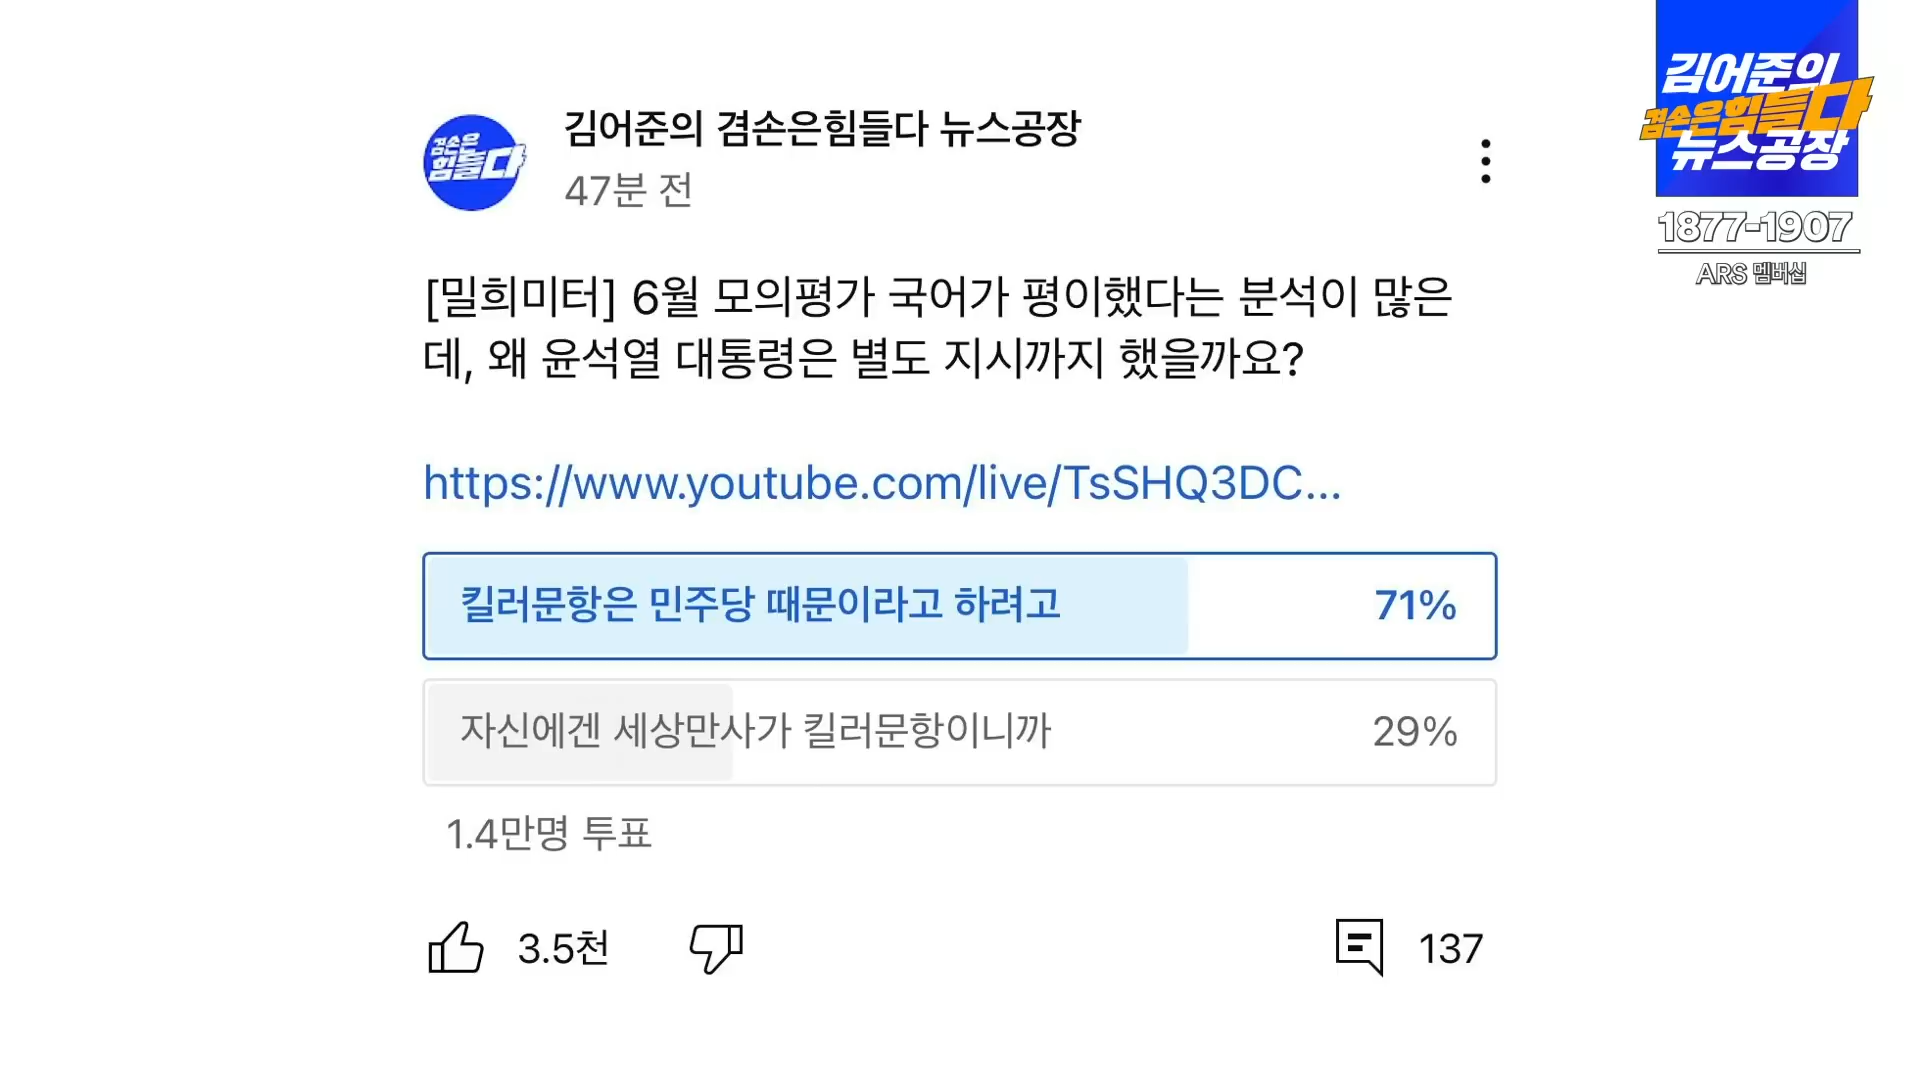 김어준의
겸손은힘들다
뉴스공장
1877-1907
ARS 멤버십
겸손은
힘들다
김어준의 겸손은힘들다 뉴스공장
47분 전
[밀희미터] 6월 모의평가 국어가 평이했다는 분석이 많은
데, 왜 윤석열 대통령은 별도 지시까지 했을까요?
https://www.youtube.com/live/TsSHQ3DC...
킬러문항은 민주당 때문이라고 하려고 71%
자신에겐 세상만사가 킬러문항이니까 29%
1.4만명 투표
3.5천 137